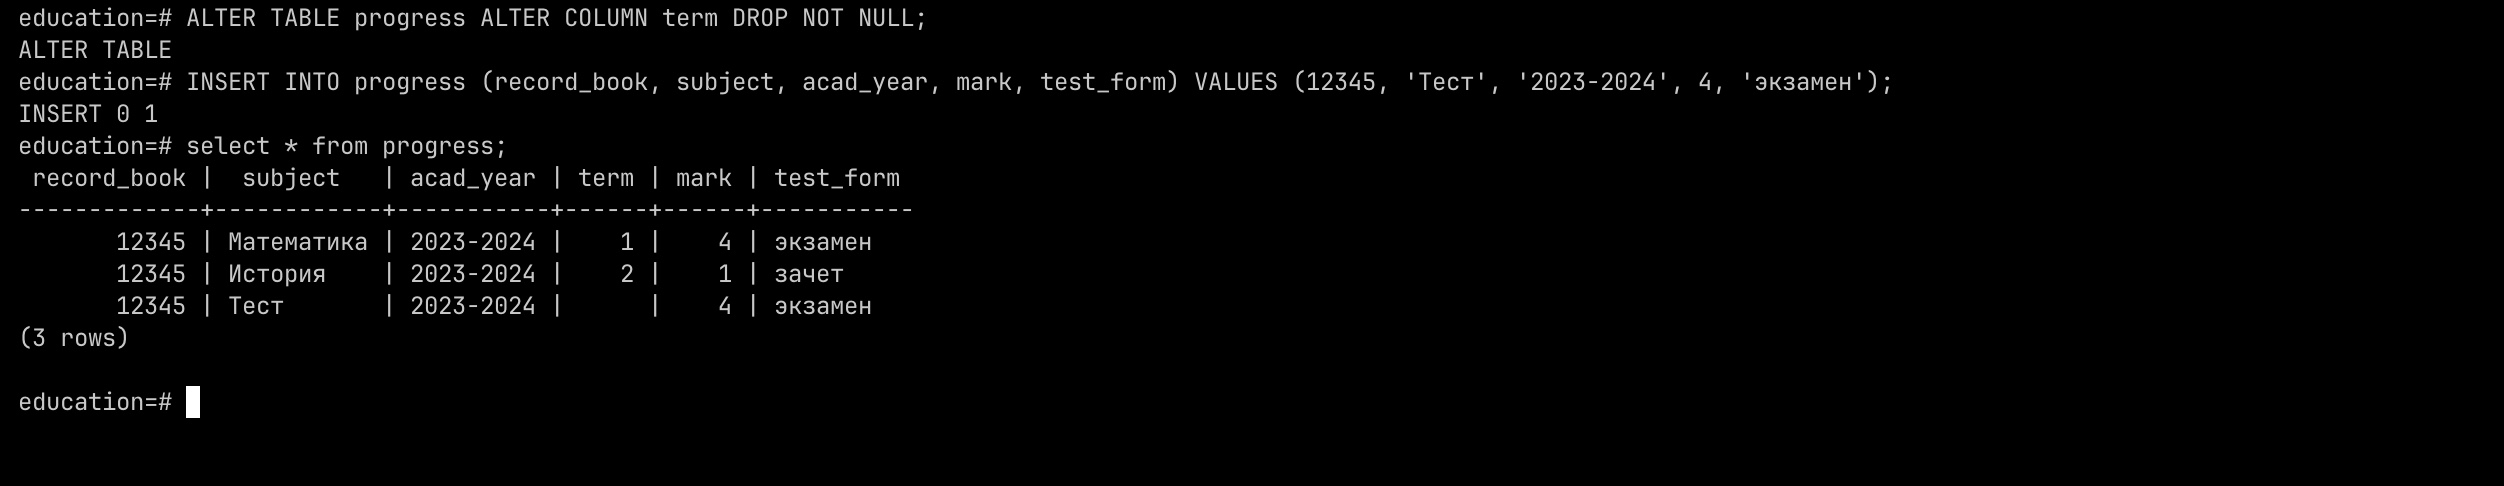 education=# ALTER TABLE progress ALTER COLUMN term DROP NOT NULL;
ALTER TABLE
education=# INSERT INTO progress (record_book, subject, acad_year, mark, test_form) VALUES (12345, 'Тест', '2023-2024', 4, 'экзамен');
INSERT 0 1
education=# select * from progress;
 record_book |  subject   | acad_year | term | mark | test_form
-------------+------------+-----------+------+------+-----------
       12345 | Математика | 2023-2024 |    1 |    4 | экзамен
       12345 | История    | 2023-2024 |    2 |    1 | зачет
       12345 | Тест       | 2023-2024 |      |    4 | экзамен
(3 rows)
education=#